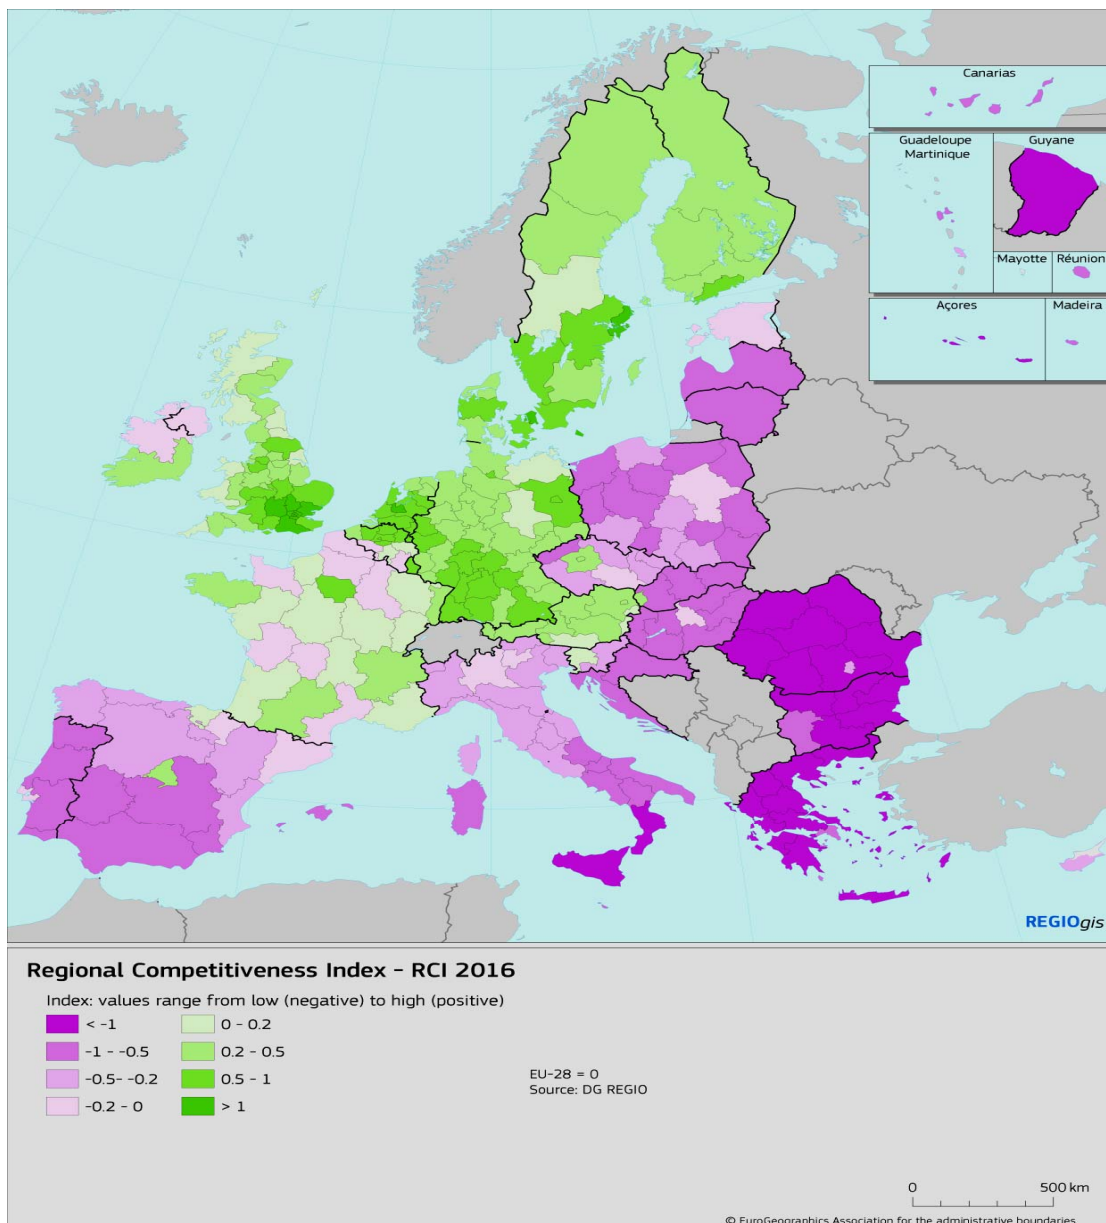 Canarias
Guadeloupe
Martinique
Guyane
Mayotte
Réunion
Açores
Madeira
REGIOgis
Regional Competitiveness Index - RCI 2016
Index: values range from low (negative) to high (positive)
< -1
-1 - -0.5
-0.5- -0.2
-0.2 - 0
0 - 0.2
0.2 - 0.5
0.5 - 1
> 1
EU-28 = 0
Source: DG REGIO
0 500 km
© EuroGeographics Association for the administrative boundaries